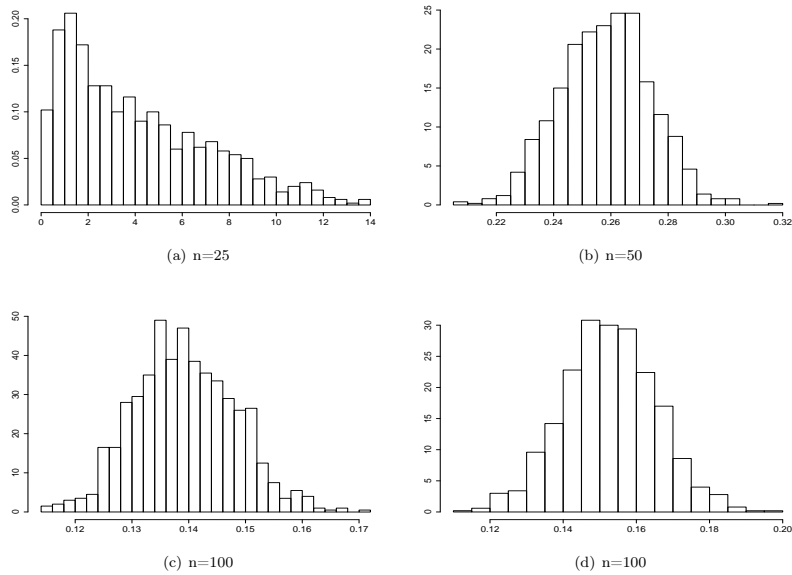 0.00 0.05 0.10 0.15 0.20
0 2 4 6 8 10 12 14
(a) n=25
0 5 10 15 20 25
0.22 0.24 0.26 0.28 0.30 0.32
(b) n=50
0 10 20 30 40 50
0.12 0.13 0.14 0.15 0.16 0.17
(c) n=100
0 5 10 15 20 25 30
0.12 0.14 0.16 0.18 0.20
(d) n=100